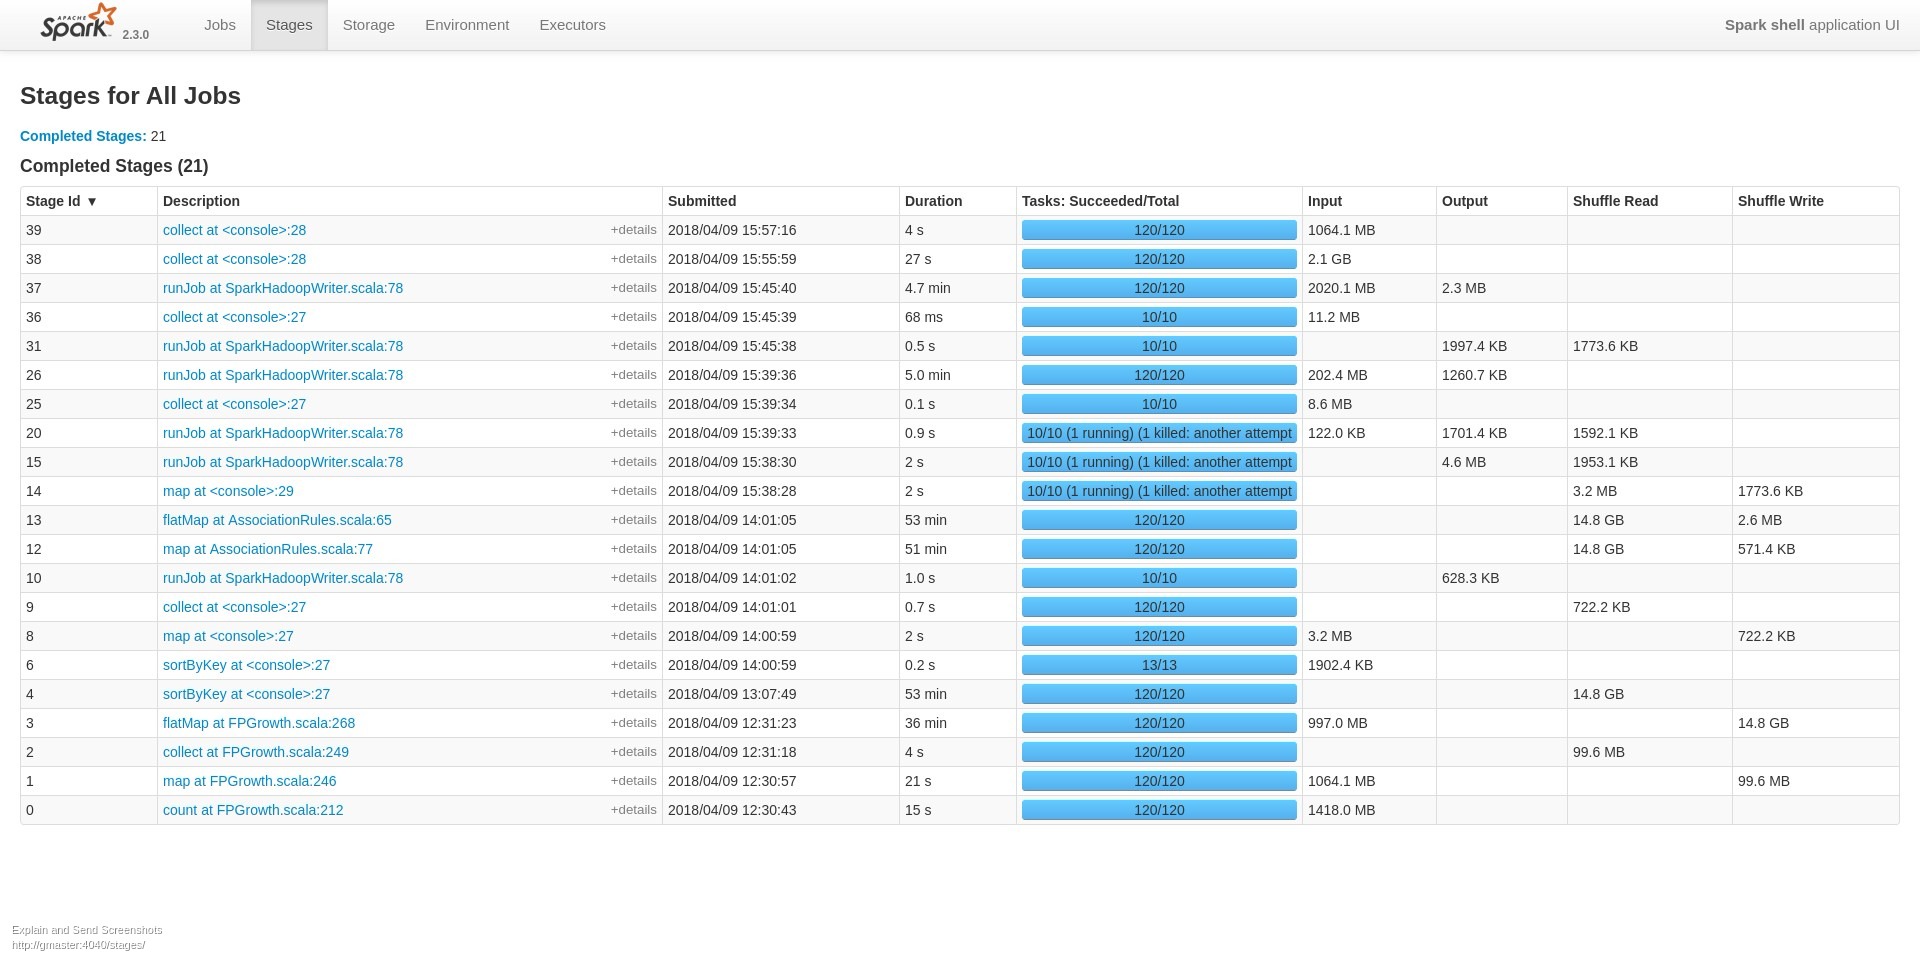 APACHE Spark 2.3.0 Jobs Stages Storage Environment Executors Spark shell application UI
Stages for All Jobs
Completed Stages: 21
Completed Stages (21)
Stage Id ▼ Description Submitted Duration Tasks: Succeeded/Total Input Output Shuffle Read Shuffle Write
39 collect at <console>:28 +details 2018/04/09 15:57:16 4 s 120/120 1064.1 MB
38 collect at <console>:28 +details 2018/04/09 15:55:59 27 s 120/120 2.1 GB
37 runJob at SparkHadoopWriter.scala:78 +details 2018/04/09 15:45:40 4.7 min 120/120 2020.1 MB 2.3 MB
36 collect at <console>:27 +details 2018/04/09 15:45:39 68 ms 10/10 11.2 MB
31 runJob at SparkHadoopWriter.scala:78 +details 2018/04/09 15:45:38 0.5 s 10/10 1997.4 KB 1773.6 KB
26 runJob at SparkHadoopWriter.scala:78 +details 2018/04/09 15:39:36 5.0 min 120/120 202.4 MB 1260.7 KB
25 collect at <console>:27 +details 2018/04/09 15:39:34 0.1 s 10/10 8.6 MB
20 runJob at SparkHadoopWriter.scala:78 +details 2018/04/09 15:39:33 0.9 s 10/10 (1 running) (1 killed: another attempt 122.0 KB 1701.4 KB 1592.1 KB
15 runJob at SparkHadoopWriter.scala:78 +details 2018/04/09 15:38:30 2 s 10/10 (1 running) (1 killed: another attempt 4.6 MB 1953.1 KB
14 map at <console>:29 +details 2018/04/09 15:38:28 2 s 10/10 (1 running) (1 killed: another attempt 3.2 MB 1773.6 KB
13 flatMap at AssociationRules.scala:65 +details 2018/04/09 14:01:05 53 min 120/120 14.8 GB 2.6 MB
12 map at AssociationRules.scala:77 +details 2018/04/09 14:01:05 51 min 120/120 14.8 GB 571.4 KB
10 runJob at SparkHadoopWriter.scala:78 +details 2018/04/09 14:01:02 1.0 s 10/10 628.3 KB
9 collect at <console>:27 +details 2018/04/09 14:01:01 0.7 s 120/120 722.2 KB
8 map at <console>:27 +details 2018/04/09 14:00:59 2 s 120/120 3.2 MB 722.2 KB
6 sortByKey at <console>:27 +details 2018/04/09 14:00:59 0.2 s 13/13 1902.4 KB
4 sortByKey at <console>:27 +details 2018/04/09 13:07:49 53 min 120/120 14.8 GB
3 flatMap at FPGrowth.scala:268 +details 2018/04/09 12:31:23 36 min 120/120 997.0 MB 14.8 GB
2 collect at FPGrowth.scala:249 +details 2018/04/09 12:31:18 4 s 120/120 99.6 MB
1 map at FPGrowth.scala:246 +details 2018/04/09 12:30:57 21 s 120/120 1064.1 MB 99.6 MB
0 count at FPGrowth.scala:212 +details 2018/04/09 12:30:43 15 s 120/120 1418.0 MB
Explain and Send Screenshots
http://gmaster:4040/stages/